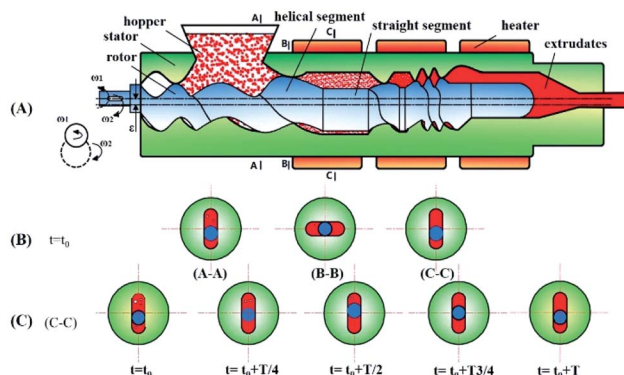 hopper
stator
rotor
helical segment
straight segment
heater
extrudates
A
B
C
A
B
C
ω1
ω2
ε
ω1
ω2
(A)
(B) t=t₀
(A-A) (B-B) (C-C)
(C) (C-C)
t=t₀ t= t₀+T/4 t= t₀+T/2 t= t₀+T3/4 t= t₀+T